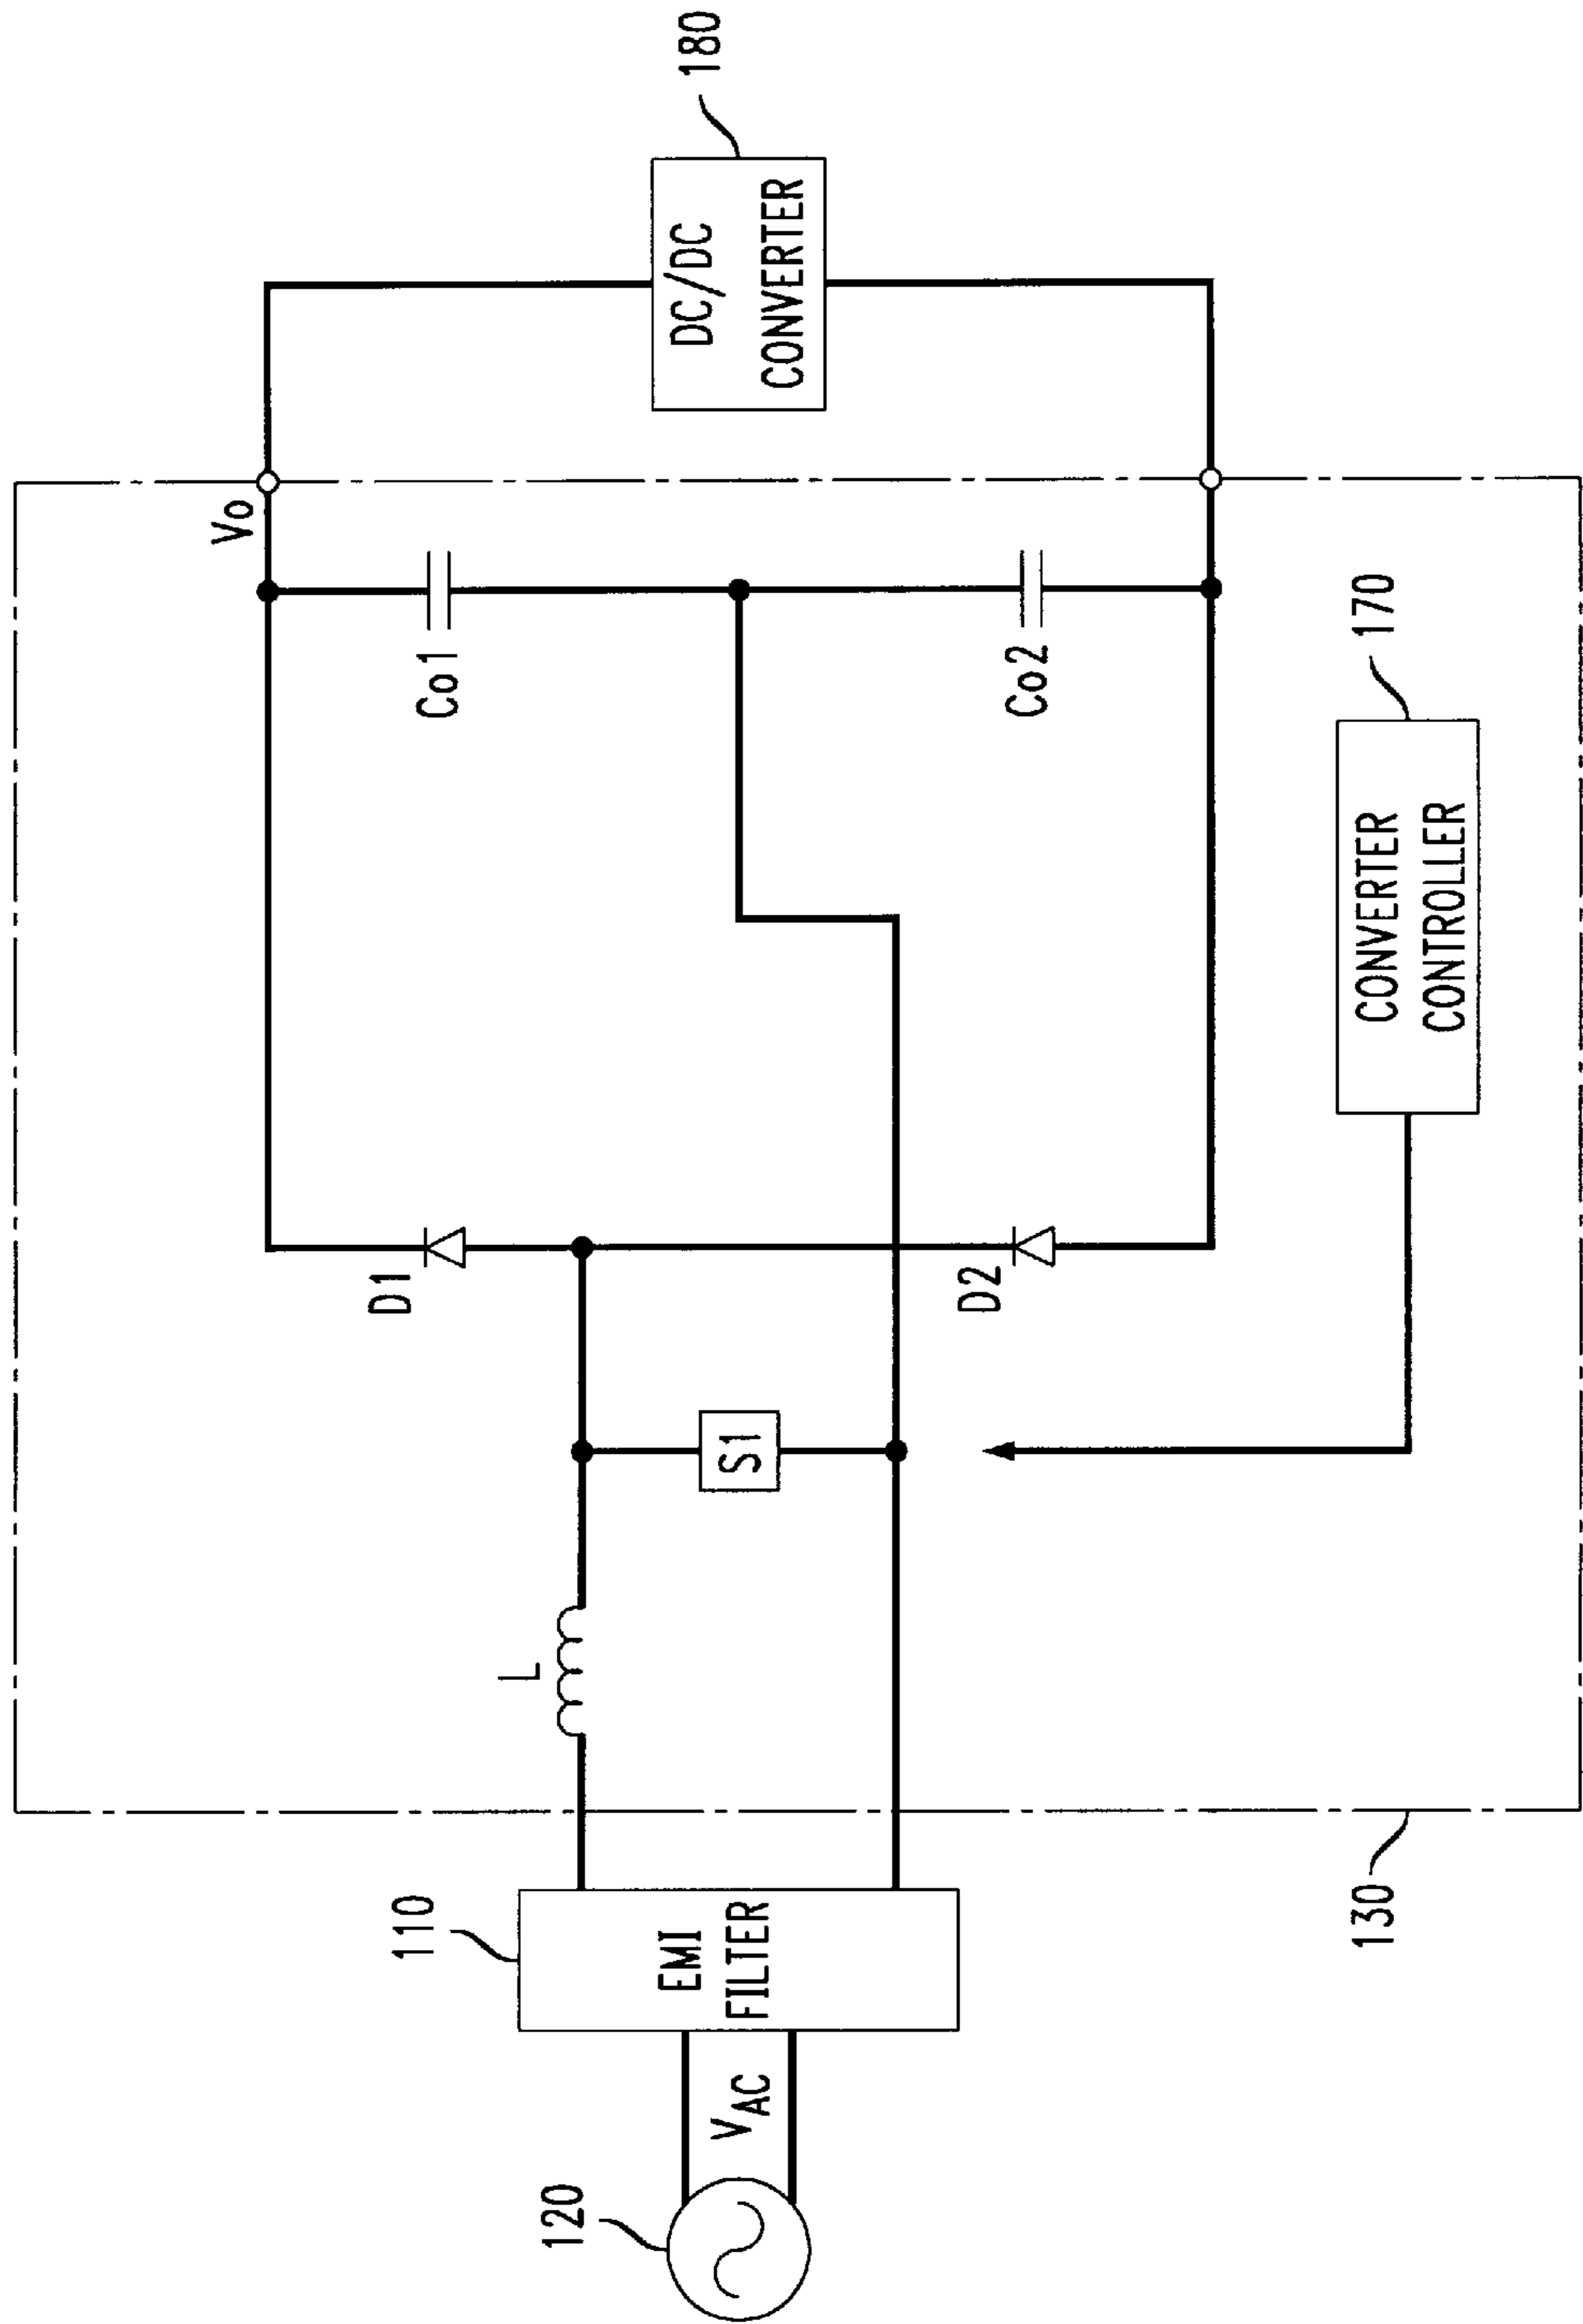 120
VAC
110
EMI
FILTER
130
L
S1
D1
D2
CONVERTER
CONTROLLER
170
Co1
Co2
Vo
DC/DC
CONVERTER
180